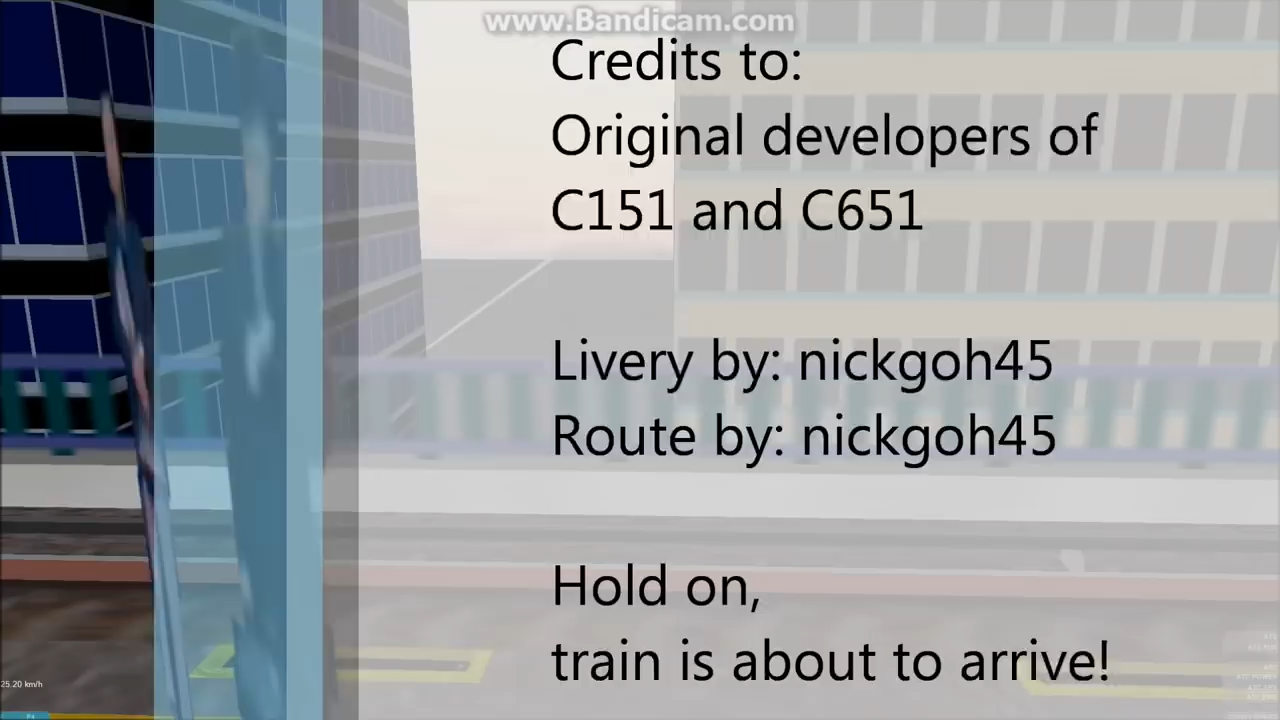 www.Bandicam.com
Credits to:
Original developers of
C151 and C651
Livery by: nickgoh45
Route by: nickgoh45
Hold on,
train is about to arrive!
25.20 km/h
P4